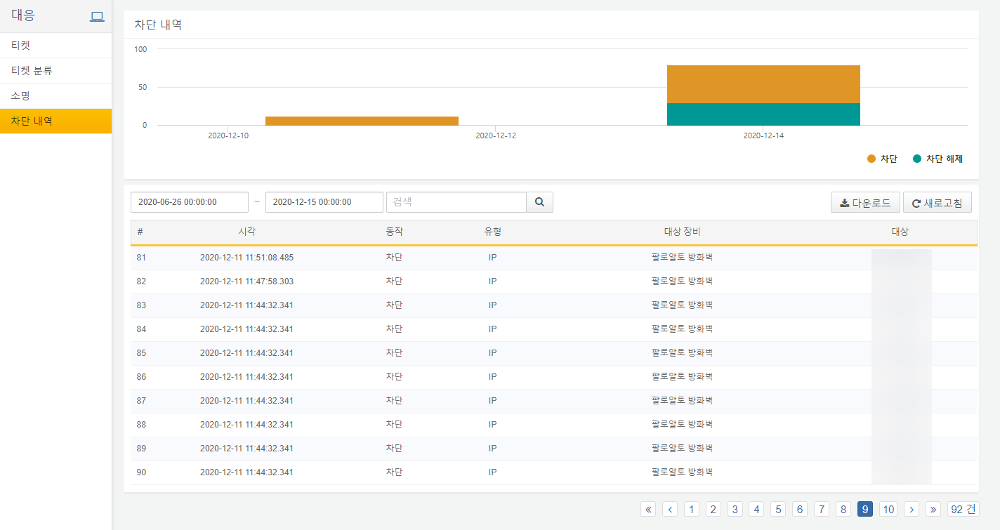 대응
티켓
티켓 분류
소명
차단 내역
차단 내역
100
50
0
2020-12-10 2020-12-12 2020-12-14
차단 차단 해제
2020-06-26 00:00:00 ~ 2020-12-15 00:00:00 검색 다운로드 새로고침
# 시각 동작 유형 대상 장비 대상
81 2020-12-11 11:51:08.485 차단 IP 팔로알토 방화벽
82 2020-12-11 11:47:58.303 차단 IP 팔로알토 방화벽
83 2020-12-11 11:44:32.341 차단 IP 팔로알토 방화벽
84 2020-12-11 11:44:32.341 차단 IP 팔로알토 방화벽
85 2020-12-11 11:44:32.341 차단 IP 팔로알토 방화벽
86 2020-12-11 11:44:32.341 차단 IP 팔로알토 방화벽
87 2020-12-11 11:44:32.341 차단 IP 팔로알토 방화벽
88 2020-12-11 11:44:32.341 차단 IP 팔로알토 방화벽
89 2020-12-11 11:44:32.341 차단 IP 팔로알토 방화벽
90 2020-12-11 11:44:32.341 차단 IP 팔로알토 방화벽
« ‹ 1 2 3 4 5 6 7 8 9 10 › » 92 건